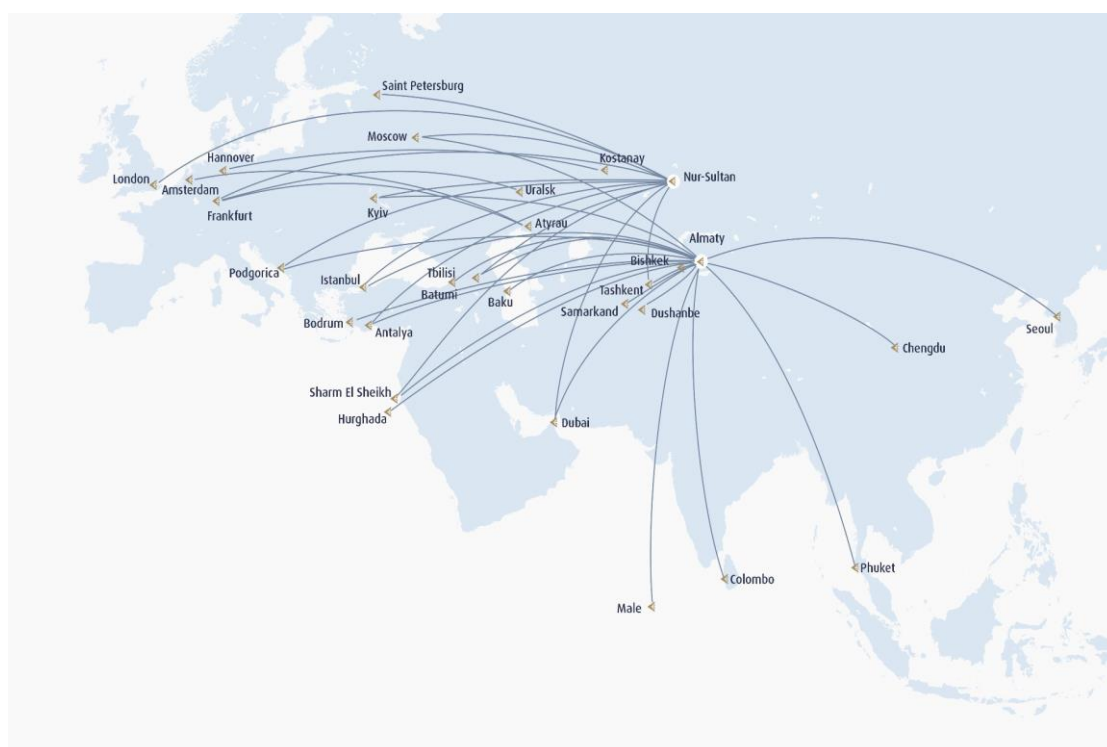 Saint Petersburg
Moscow
Hannover
Kostanay
London
Amsterdam
Nur-Sultan
Uralsk
Frankfurt
Kyiv
Atyrau
Almaty
Bishkek
Podgorica
Tbilisi
Istanbul
Batumi
Tashkent
Baku
Samarkand
Dushanbe
Bodrum
Antalya
Seoul
Chengdu
Sharm El Sheikh
Hurghada
Dubai
Phuket
Colombo
Male